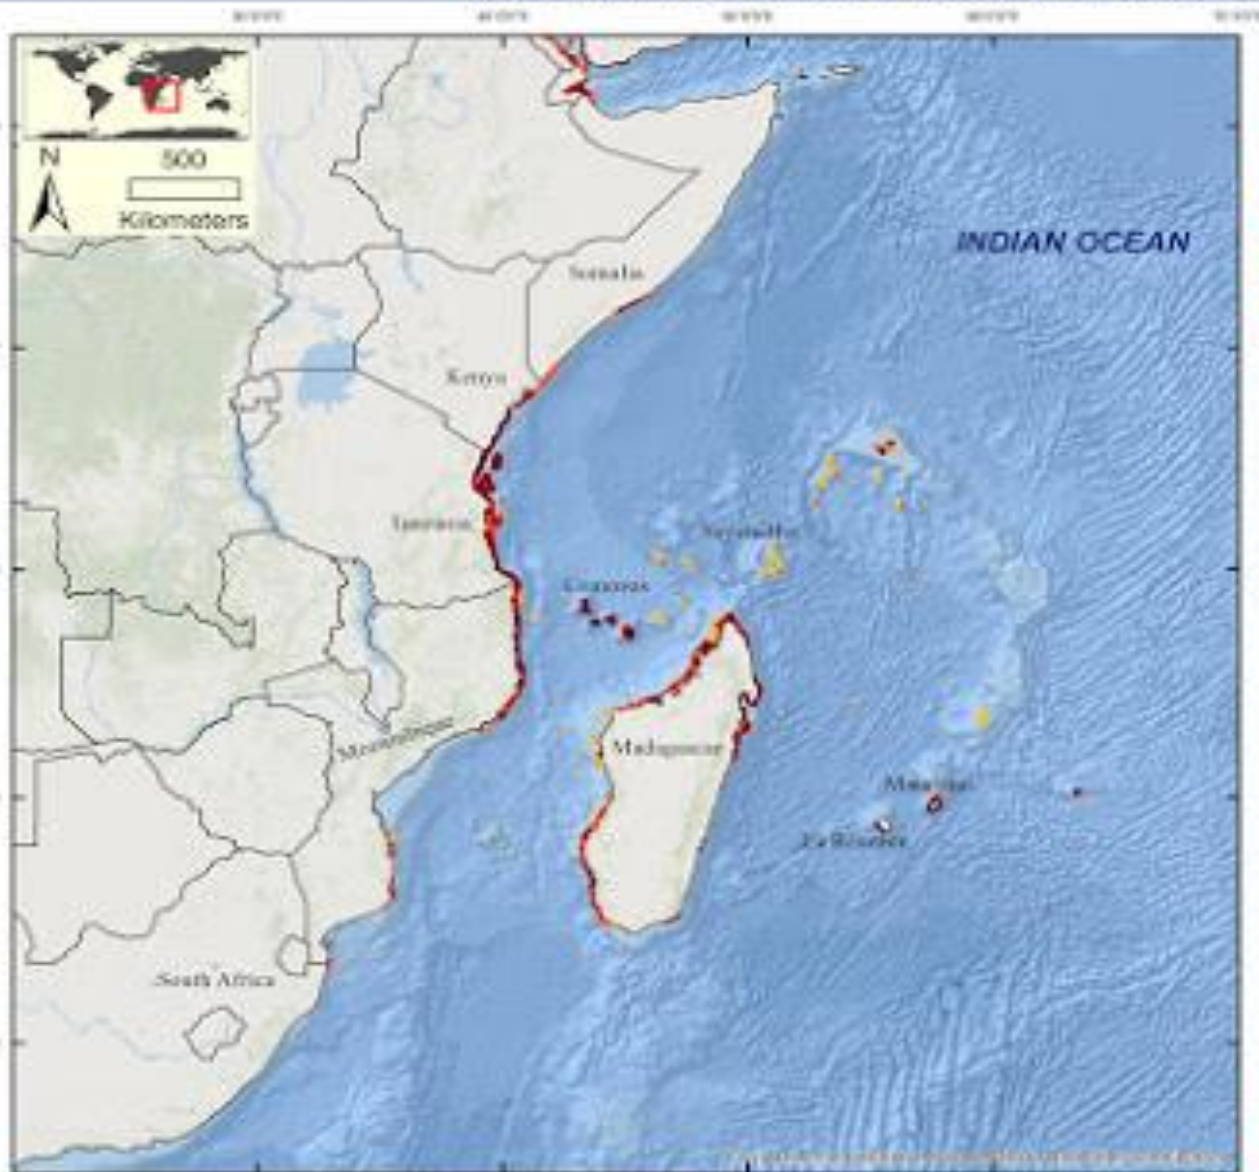 N
500
Kilometers
INDIAN OCEAN
Somalia
Kenya
Tanzania
Seychelles
Comoros
Mozambique
Madagascar
Mauritius
La Réunion
South Africa